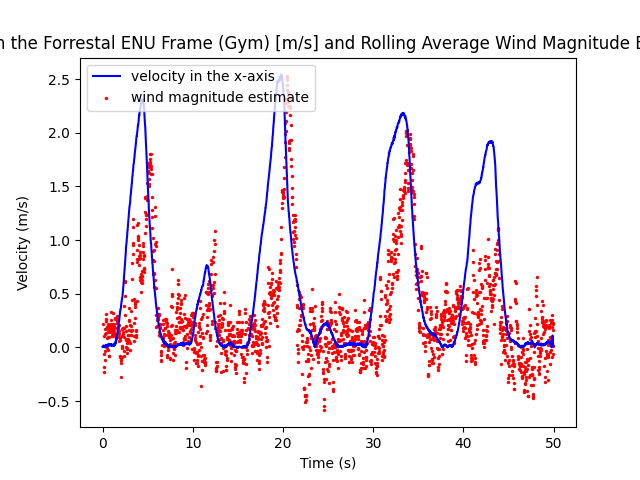 the Forrestal ENU Frame (Gym) [m/s] and Rolling Average Wind Magnitude
velocity in the x-axis
wind magnitude estimate
2.5
2.0
1.5
1.0
0.5
0.0
−0.5
Velocity (m/s)
0 10 20 30 40 50
Time (s)